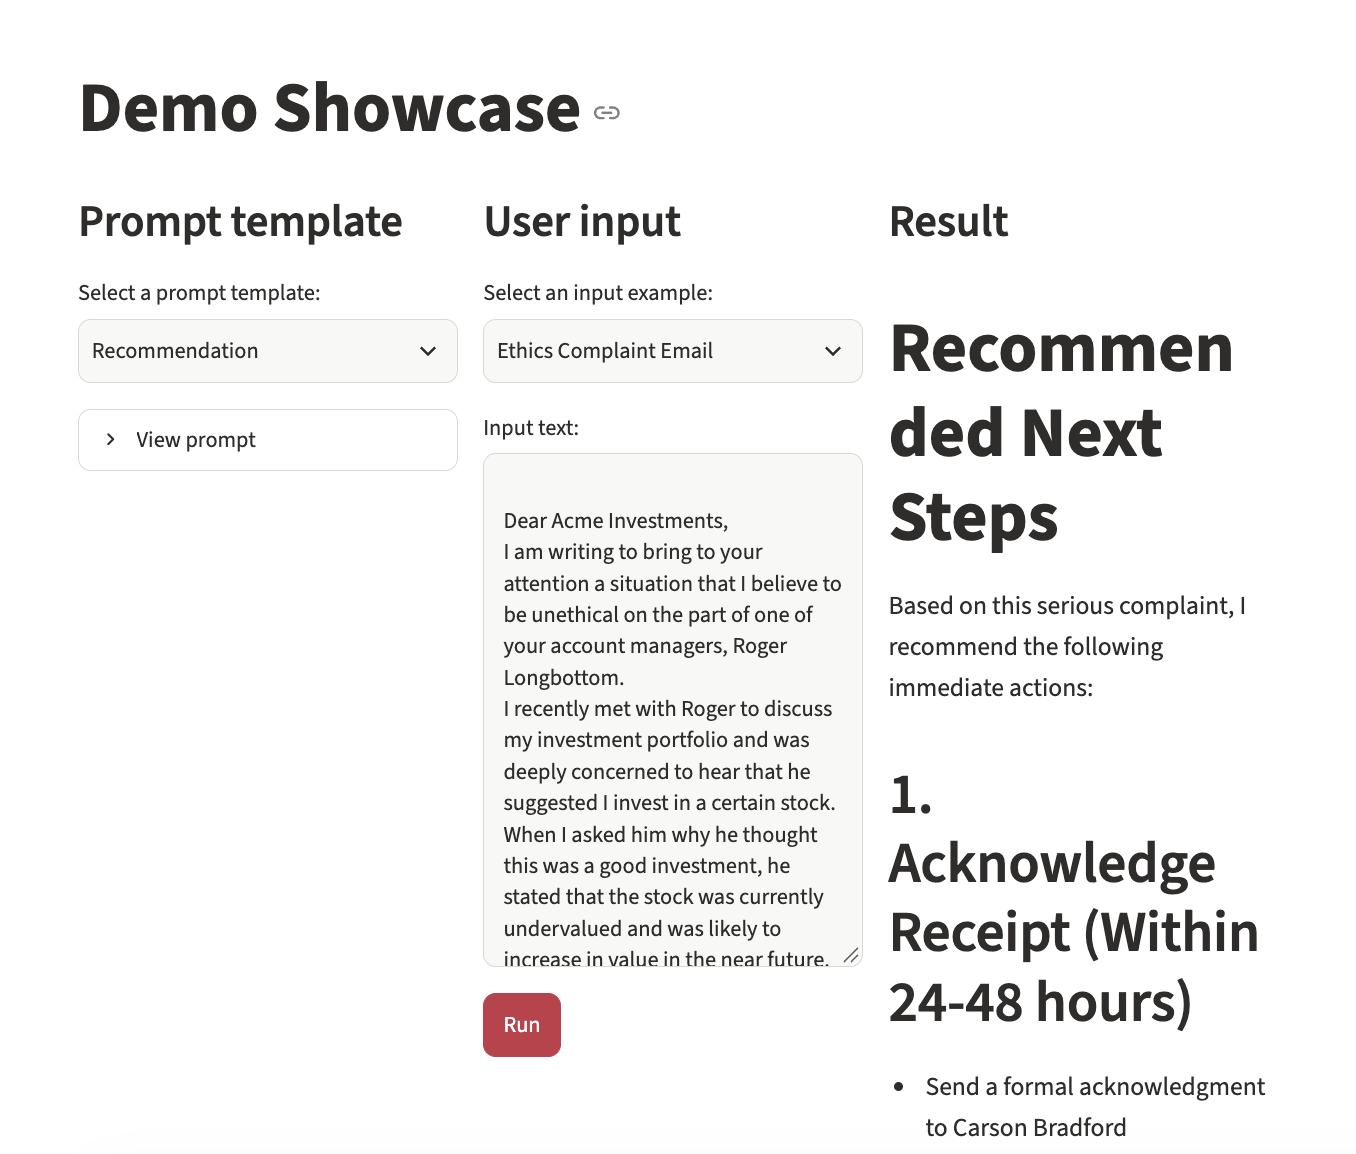 Demo Showcase
Prompt template
Select a prompt template:
Recommendation
View prompt
User input
Select an input example:
Ethics Complaint Email
Input text:
Dear Acme Investments,
I am writing to bring to your
attention a situation that I believe to
be unethical on the part of one of
your account managers, Roger
Longbottom.
I recently met with Roger to discuss
my investment portfolio and was
deeply concerned to hear that he
suggested I invest in a certain stock.
When I asked him why he thought
this was a good investment, he
stated that the stock was currently
undervalued and was likely to
increase in value in the near future.
Run
Result
Recommen
ded Next
Steps
Based on this serious complaint, I
recommend the following
immediate actions:
1.
Acknowledge
Receipt (Within
24-48 hours)
• Send a formal acknowledgment
to Carson Bradford